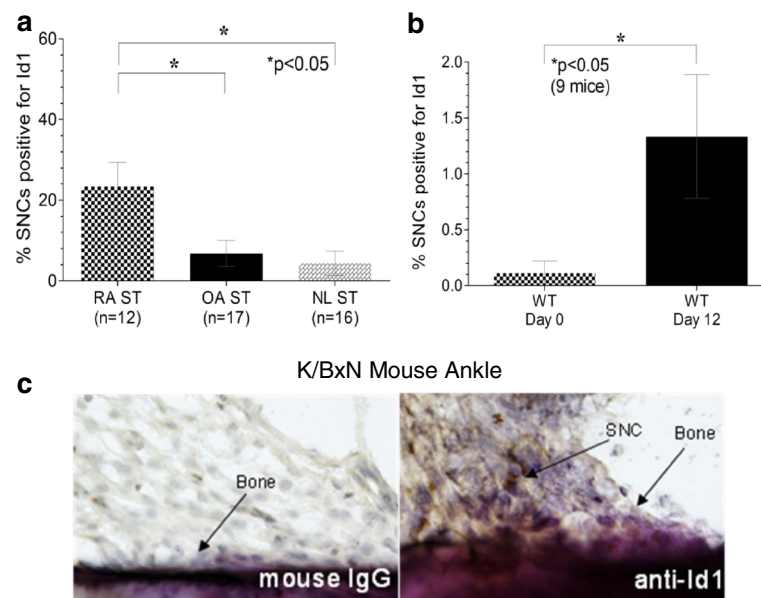 a
60
40
20
0
% SNCs positive for Id1
*
*
*p<0.05
RA ST
(n=12)
OA ST
(n=17)
NL ST
(n=16)
b
2.0
1.5
1.0
0.5
0.0
% SNCs positive for Id1
*
*p<0.05
(9 mice)
WT
Day 0
WT
Day 12
c
K/BxN Mouse Ankle
Bone
mouse IgG
SNC
Bone
anti-Id1